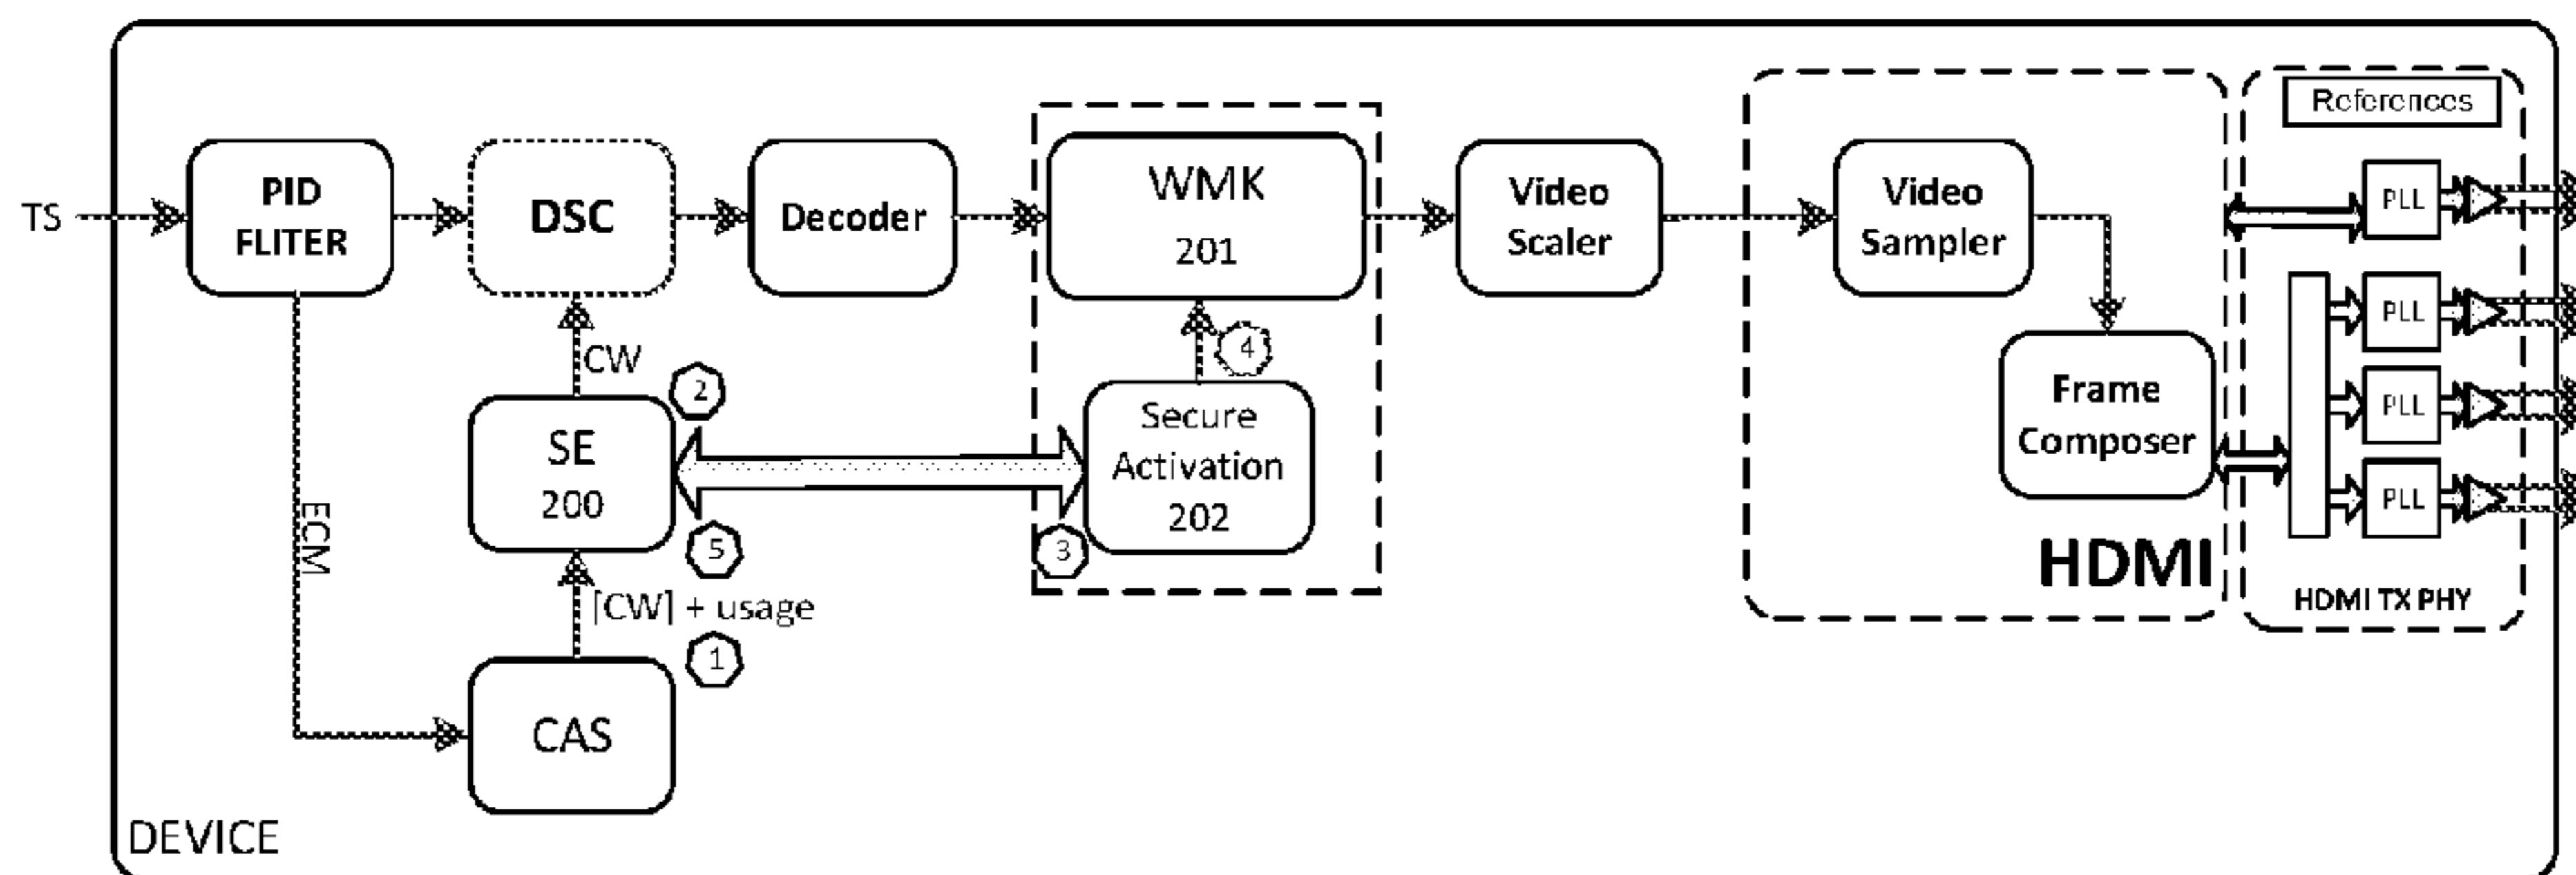 References
TS
PID
FLITER
DSC
Decoder
WMK
201
Video
Scaler
Video
Sampler
PLL
PLL
PLL
PLL
CW
2
4
SE
200
Secure
Activation
202
Frame
Composer
ECM
5
3
HDMI
HDMI TX PHY
⌈CW⌉ + usage
1
CAS
DEVICE